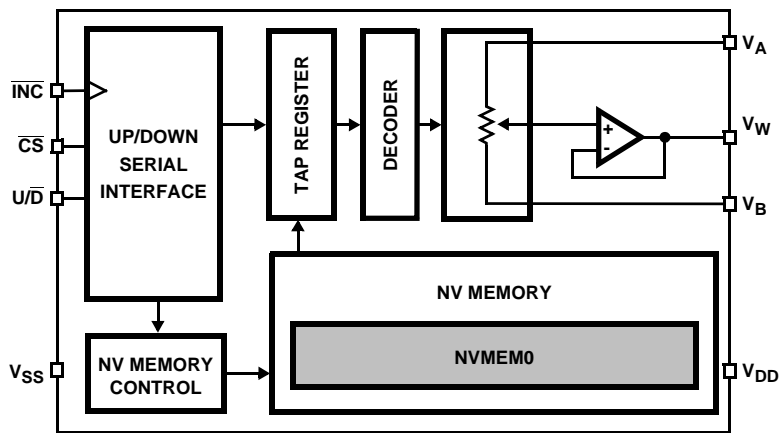 INC
CS
U/D
UP/DOWN
SERIAL
INTERFACE
TAP REGISTER
DECODER
+
-
VA
VW
VB
NV MEMORY
NVMEM0
NV MEMORY
CONTROL
VSS
VDD